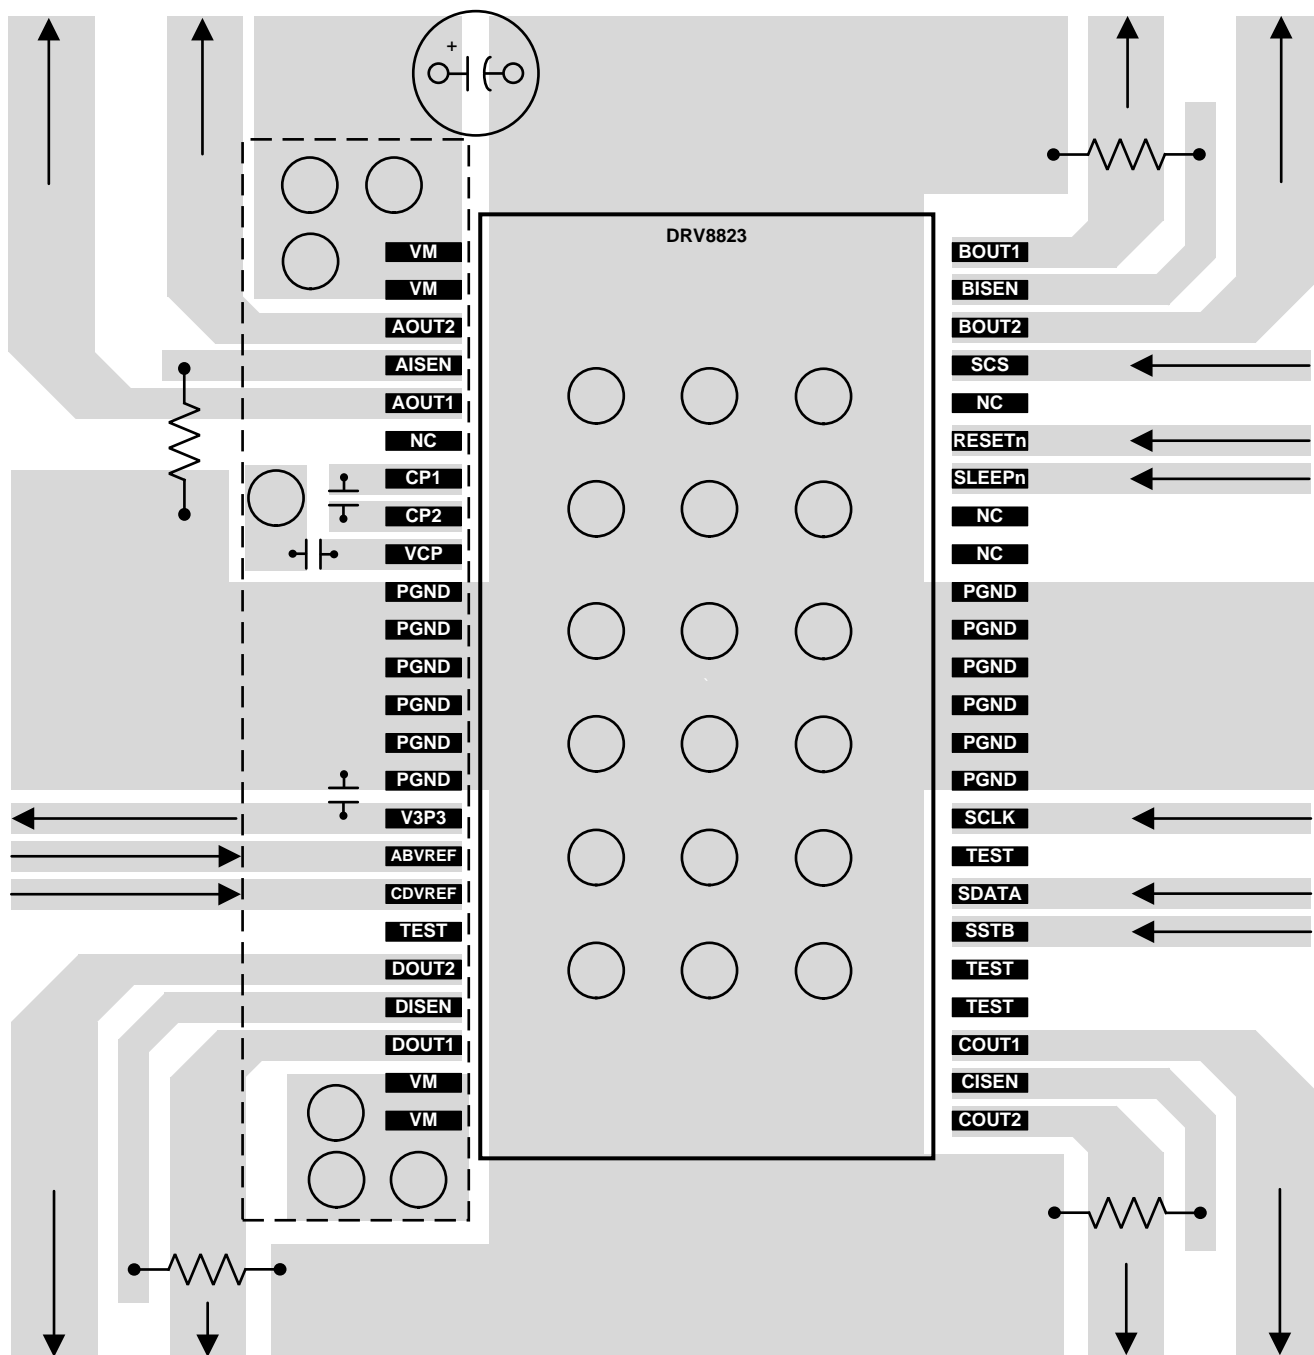 +
DRV8823
VM
VM
AOUT2
AISEN
AOUT1
NC
CP1
CP2
VCP
PGND
PGND
PGND
PGND
PGND
PGND
V3P3
ABVREF
CDVREF
TEST
DOUT2
DISEN
DOUT1
VM
VM
BOUT1
BISEN
BOUT2
SCS
NC
RESETn
SLEEPn
NC
NC
PGND
PGND
PGND
PGND
PGND
PGND
SCLK
TEST
SDATA
SSTB
TEST
TEST
COUT1
CISEN
COUT2